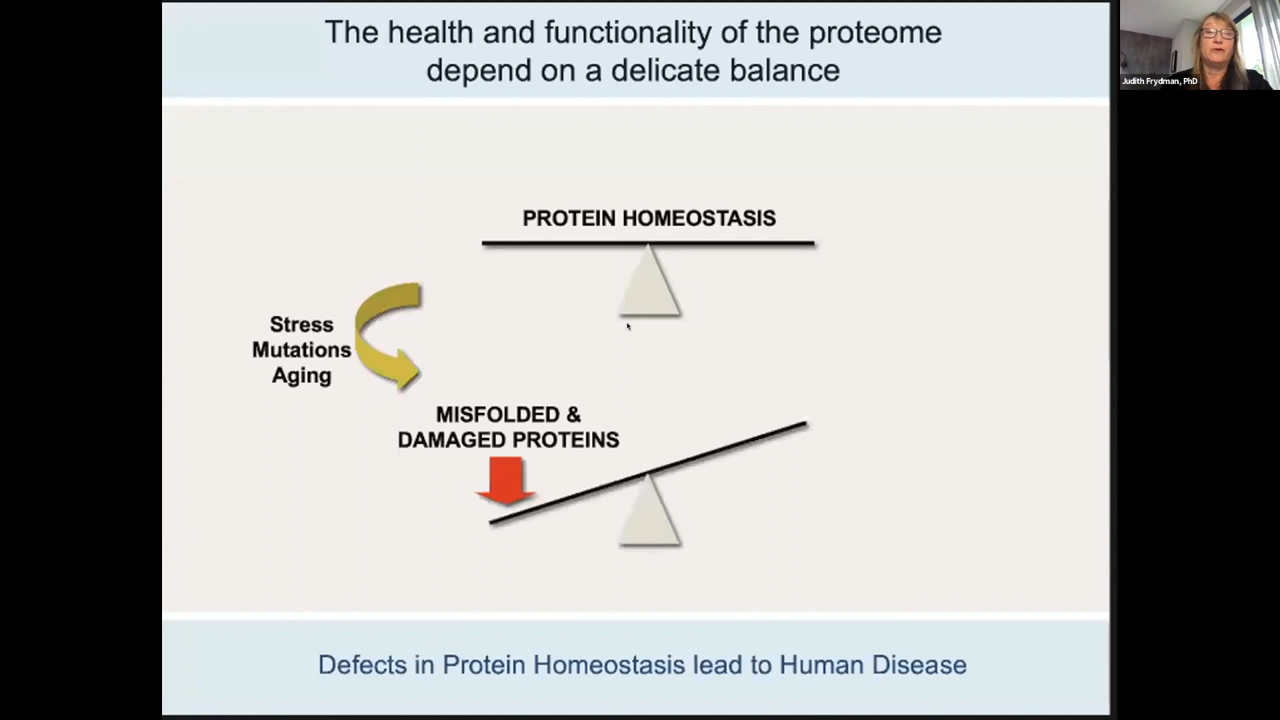 The health and functionality of the proteome
depend on a delicate balance
Judith Frydman, PhD
PROTEIN HOMEOSTASIS
Stress
Mutations
Aging
MISFOLDED &
DAMAGED PROTEINS
Defects in Protein Homeostasis lead to Human Disease